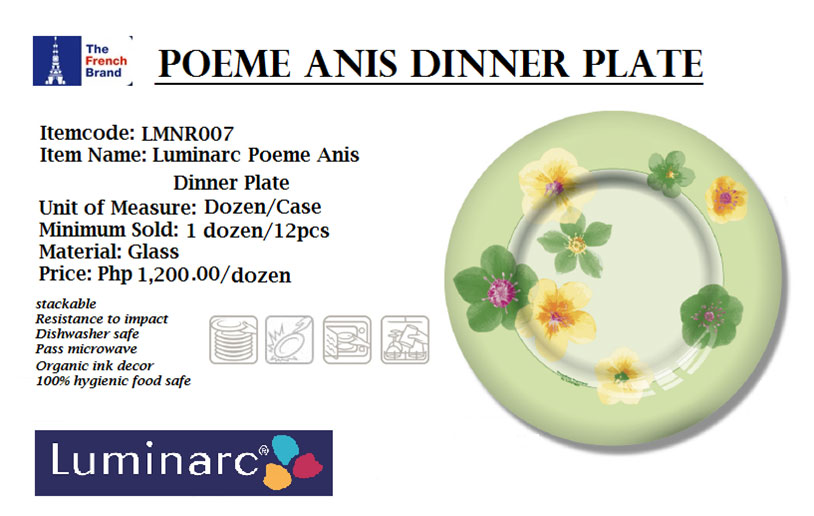 The
French
Brand
POEME ANIS DINNER PLATE
Itemcode: LMNR007
Item Name: Luminarc Poeme Anis
Dinner Plate
Unit of Measure: Dozen/Case
Minimum Sold: 1 dozen/12pcs
Material: Glass
Price: Php 1,200.00/dozen
stackable
Resistance to impact
Dishwasher safe
Pass microwave
Organic ink decor
100% hygienic food safe
Luminarc®